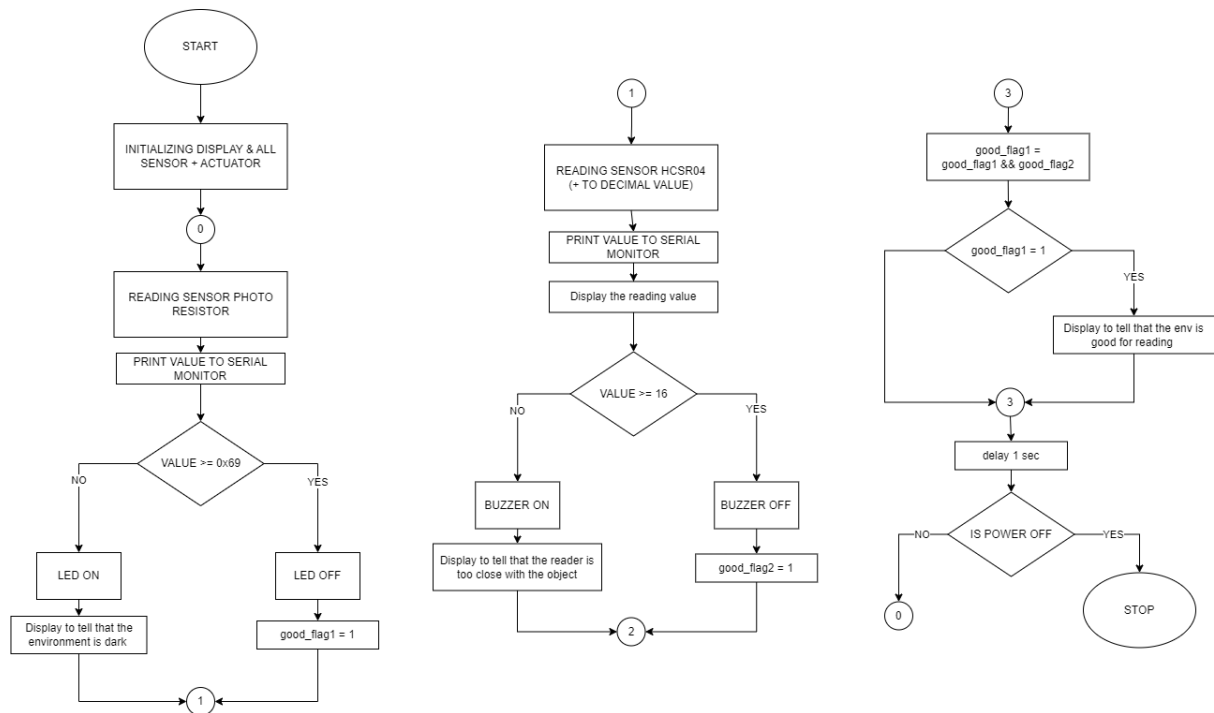 START
INITIALIZING DISPLAY & ALL
SENSOR + ACTUATOR
0
READING SENSOR PHOTO
RESISTOR
PRINT VALUE TO SERIAL
MONITOR
VALUE >= 0x69
NO
YES
LED ON
LED OFF
Display to tell that the
environment is dark
good_flag1 = 1
1
1
READING SENSOR HCSR04
(+ TO DECIMAL VALUE)
PRINT VALUE TO SERIAL
MONITOR
Display the reading value
VALUE >= 16
NO
YES
BUZZER ON
BUZZER OFF
Display to tell that the reader is
too close with the object
good_flag2 = 1
2
3
good_flag1 =
good_flag1 && good_flag2
good_flag1 = 1
YES
Display to tell that the env is
good for reading
3
delay 1 sec
IS POWER OFF
NO
YES
0
STOP